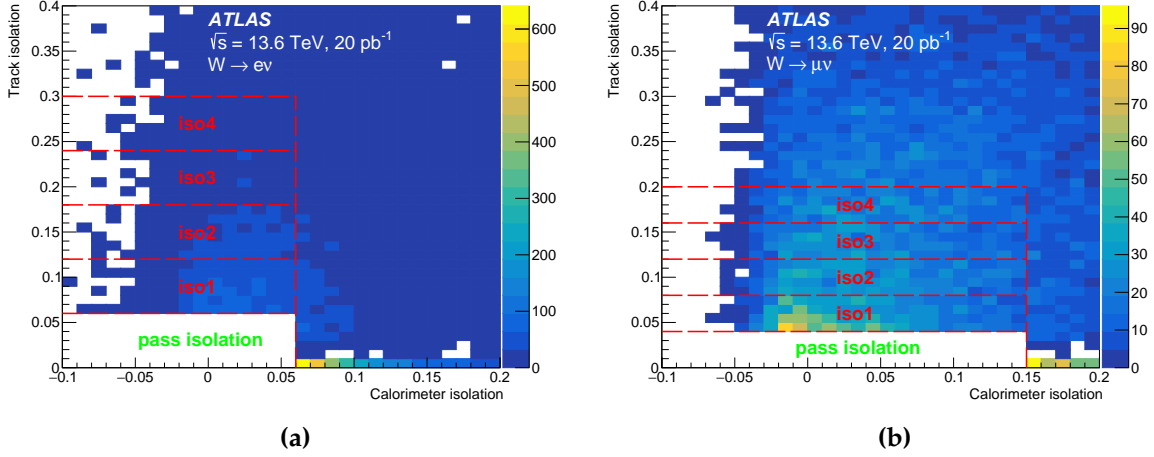 ATLAS
√s = 13.6 TeV, 20 pb⁻¹
W → eν
Track isolation
0.4
0.35
0.3
0.25
0.2
0.15
0.1
0.05
0
iso4
iso3
iso2
iso1
pass isolation
−0.1 −0.05 0 0.05 0.1 0.15 0.2
Calorimeter isolation
600
500
400
300
200
100
0
(a)
ATLAS
√s = 13.6 TeV, 20 pb⁻¹
W → μν
Track isolation
0.4
0.35
0.3
0.25
0.2
0.15
0.1
0.05
0
iso4
iso3
iso2
iso1
pass isolation
−0.1 −0.05 0 0.05 0.1 0.15 0.2
Calorimeter isolation
90
80
70
60
50
40
30
20
10
0
(b)